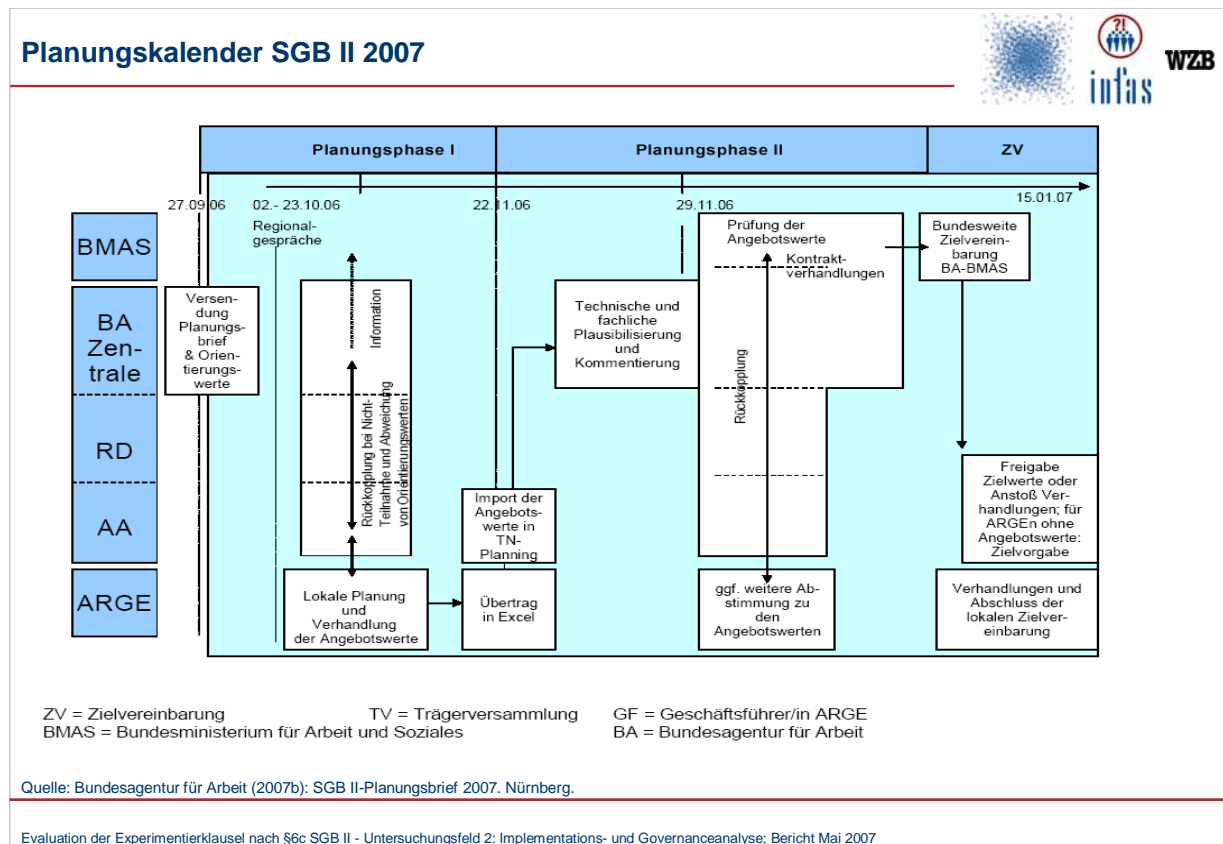 Planungskalender SGB II 2007
?!
infas
WZB
Planungsphase I
Planungsphase II
ZV
27.09.06
02.- 23.10.06
22.11.06
29.11.06
15.01.07
Regional-
gespräche
BMAS
BA
Zen-
trale
RD
AA
ARGE
Versen-
dung
Planungs-
brief
& Orien-
tierungs-
werte
Information
Rückkopplung bei Nicht-
Teilnahme und Abweichung
von Orientierungswerten
Lokale Planung
und
Verhandlung
der Angebotswerte
Import der
Angebots-
werte in
TN-
Planning
Übertrag
in Excel
Technische und
fachliche
Plausibilisierung
und
Kommentierung
Prüfung der
Angebotswerte
Kontrakt-
verhandlungen
Rückkopplung
ggf. weitere Ab-
stimmung zu
den
Angebotswerten
Bundesweite
Zielverein-
barung
BA-BMAS
Freigabe
Zielwerte oder
Anstoß Ver-
handlungen; für
ARGEn ohne
Angebotswerte:
Zielvorgabe
Verhandlungen und
Abschluss der
lokalen Zielver-
einbarung
ZV = Zielvereinbarung TV = Trägerversammlung GF = Geschäftsführer/in ARGE
BMAS = Bundesministerium für Arbeit und Soziales BA = Bundesagentur für Arbeit
Quelle: Bundesagentur für Arbeit (2007b): SGB II-Planungsbrief 2007. Nürnberg.
Evaluation der Experimentierklausel nach §6c SGB II - Untersuchungsfeld 2: Implementations- und Governanceanalyse; Bericht Mai 2007